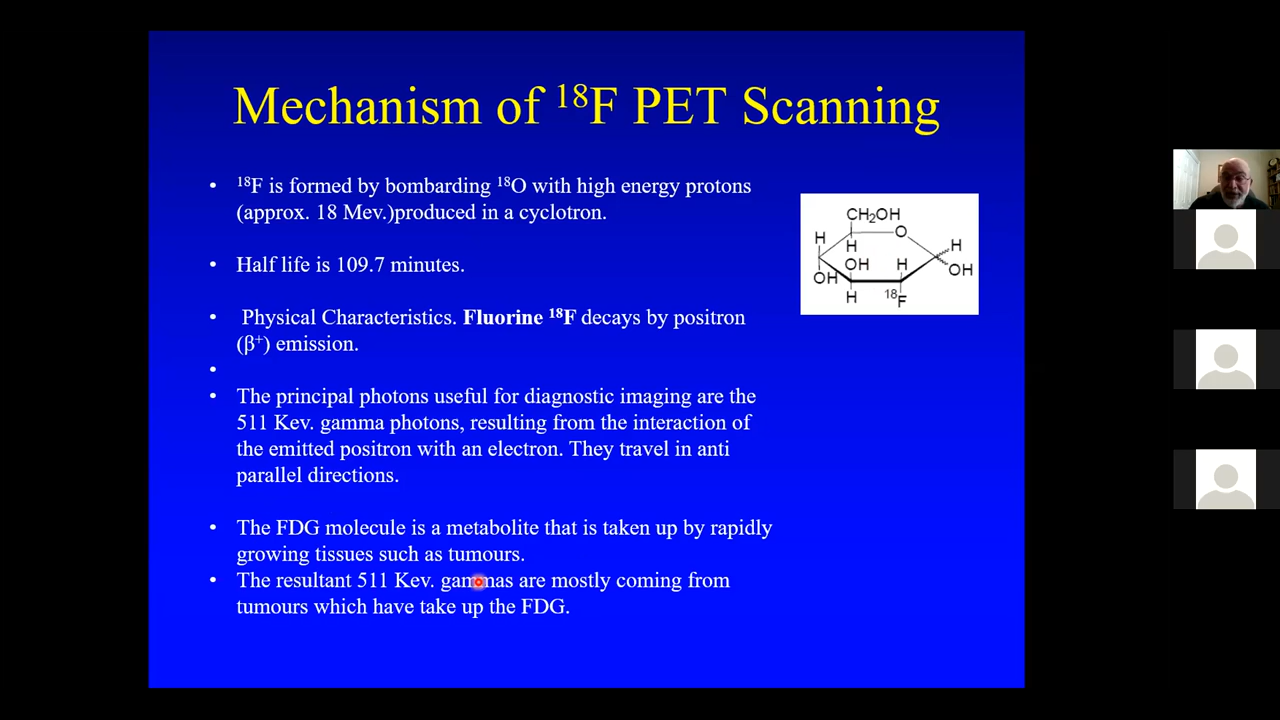 Mechanism of ¹⁸F PET Scanning
• ¹⁸F is formed by bombarding ¹⁸O with high energy protons
(approx. 18 Mev.)produced in a cyclotron.
• Half life is 109.7 minutes.
• Physical Characteristics. Fluorine ¹⁸F decays by positron
(β⁺) emission.
•
• The principal photons useful for diagnostic imaging are the
511 Kev. gamma photons, resulting from the interaction of
the emitted positron with an electron. They travel in anti
parallel directions.
• The FDG molecule is a metabolite that is taken up by rapidly
growing tissues such as tumours.
• The resultant 511 Kev. gammas are mostly coming from
tumours which have take up the FDG.
CH₂OH
O
H
H
H
OH
H
OH
OH
H
¹⁸F